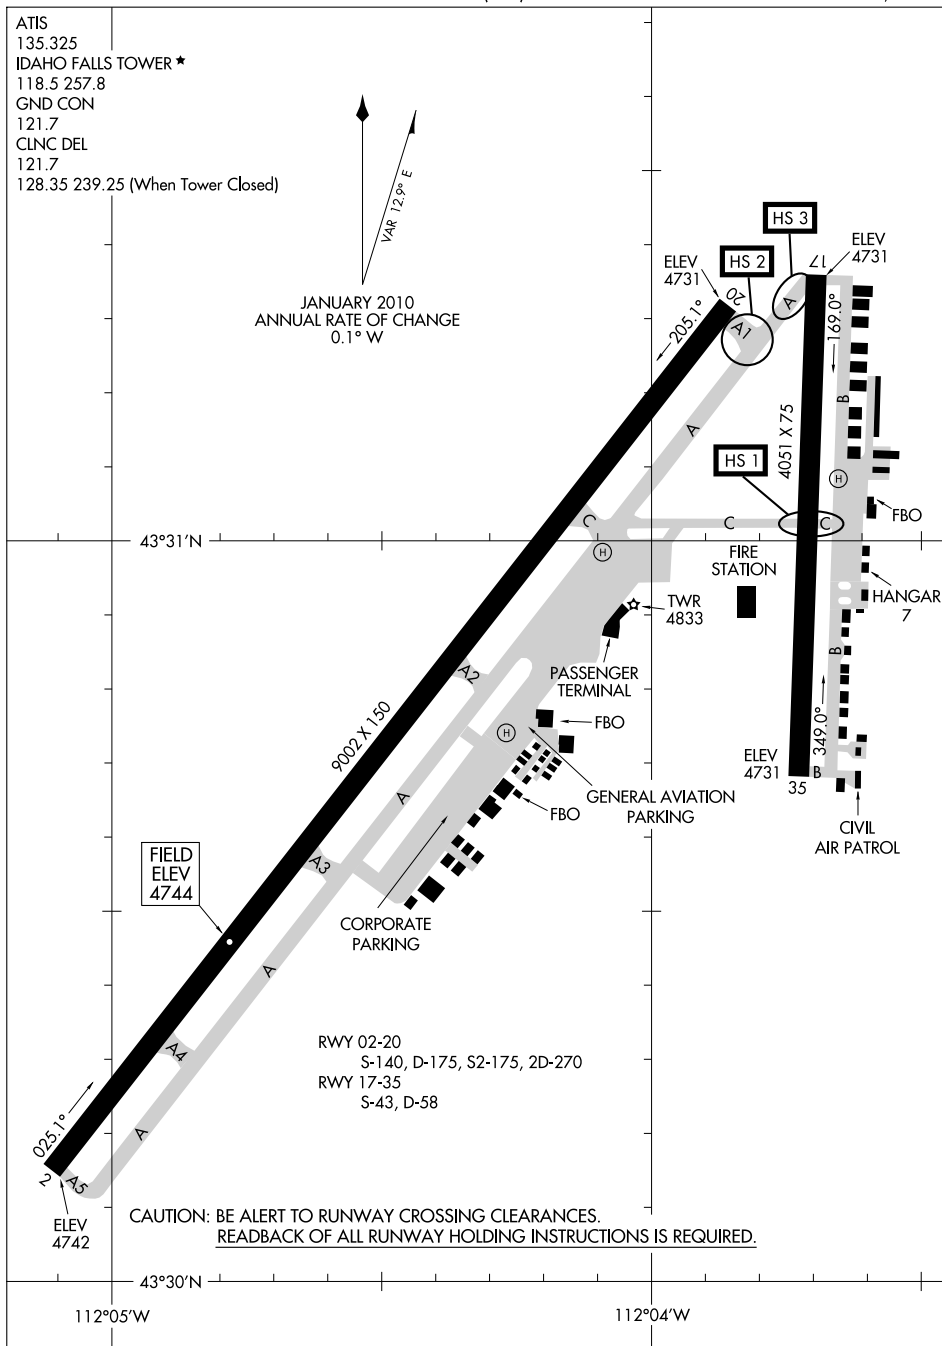 ATIS
135.325
IDAHO FALLS TOWER ★
118.5 257.8
GND CON
121.7
CLNC DEL
121.7
128.35 239.25 (When Tower Closed)
VAR 12.9° E
JANUARY 2010
ANNUAL RATE OF CHANGE
0.1° W
HS 3
HS 2
ELEV
4731
ELEV
4731
17
20
A
A1
205.1°
169.0°
B
A
4051 X 75
HS 1
H
C
C
C
FBO
43°31'N
H
FIRE
STATION
TWR
4833
HANGAR
7
PASSENGER
TERMINAL
B
A2
FBO
H
9002 X 150
349.0°
ELEV
4731
B
35
A
GENERAL AVIATION
PARKING
FBO
CIVIL
AIR PATROL
FIELD
ELEV
4744
A3
CORPORATE
PARKING
A
RWY 02-20
S-140, D-175, S2-175, 2D-270
RWY 17-35
S-43, D-58
A4
025.1°
A
2
A5
ELEV
4742
CAUTION: BE ALERT TO RUNWAY CROSSING CLEARANCES.
READBACK OF ALL RUNWAY HOLDING INSTRUCTIONS IS REQUIRED.
43°30'N
112°05'W
112°04'W